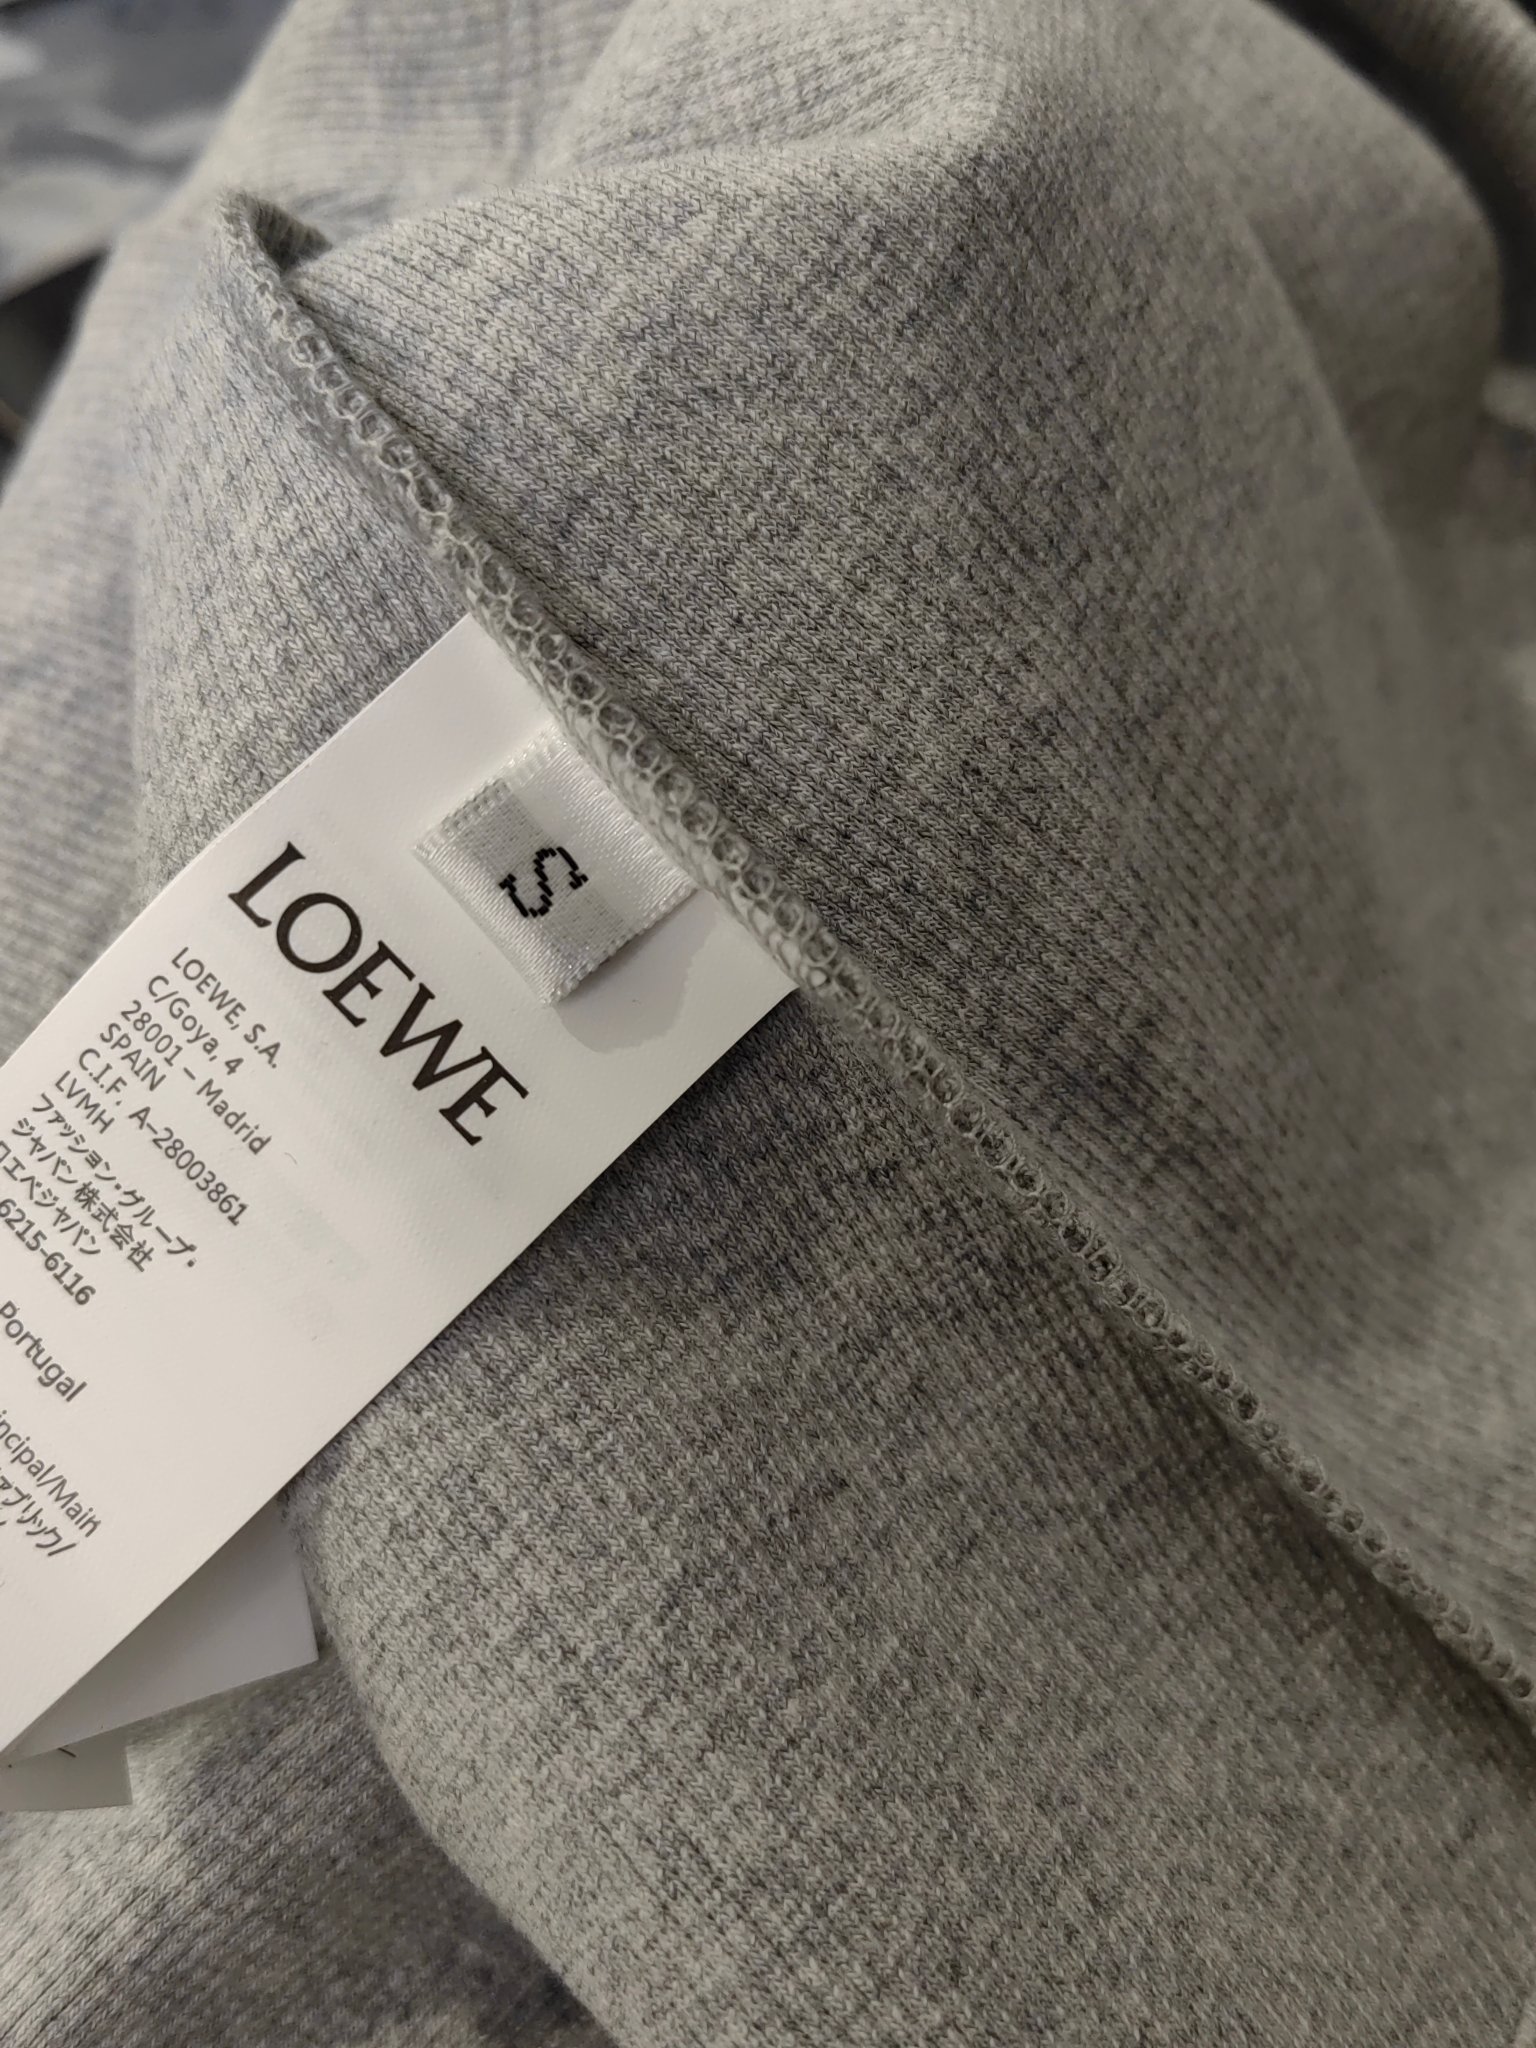 S
LOEWE
LOEWE, S.A.
C/Goya, 4
28001 – Madrid
SPAIN
C.I.F. A-28003861
LVMH
ファッション・グループ・
ジャパン株式会社
ロエベジャパン
6215-6116
Portugal
/Main